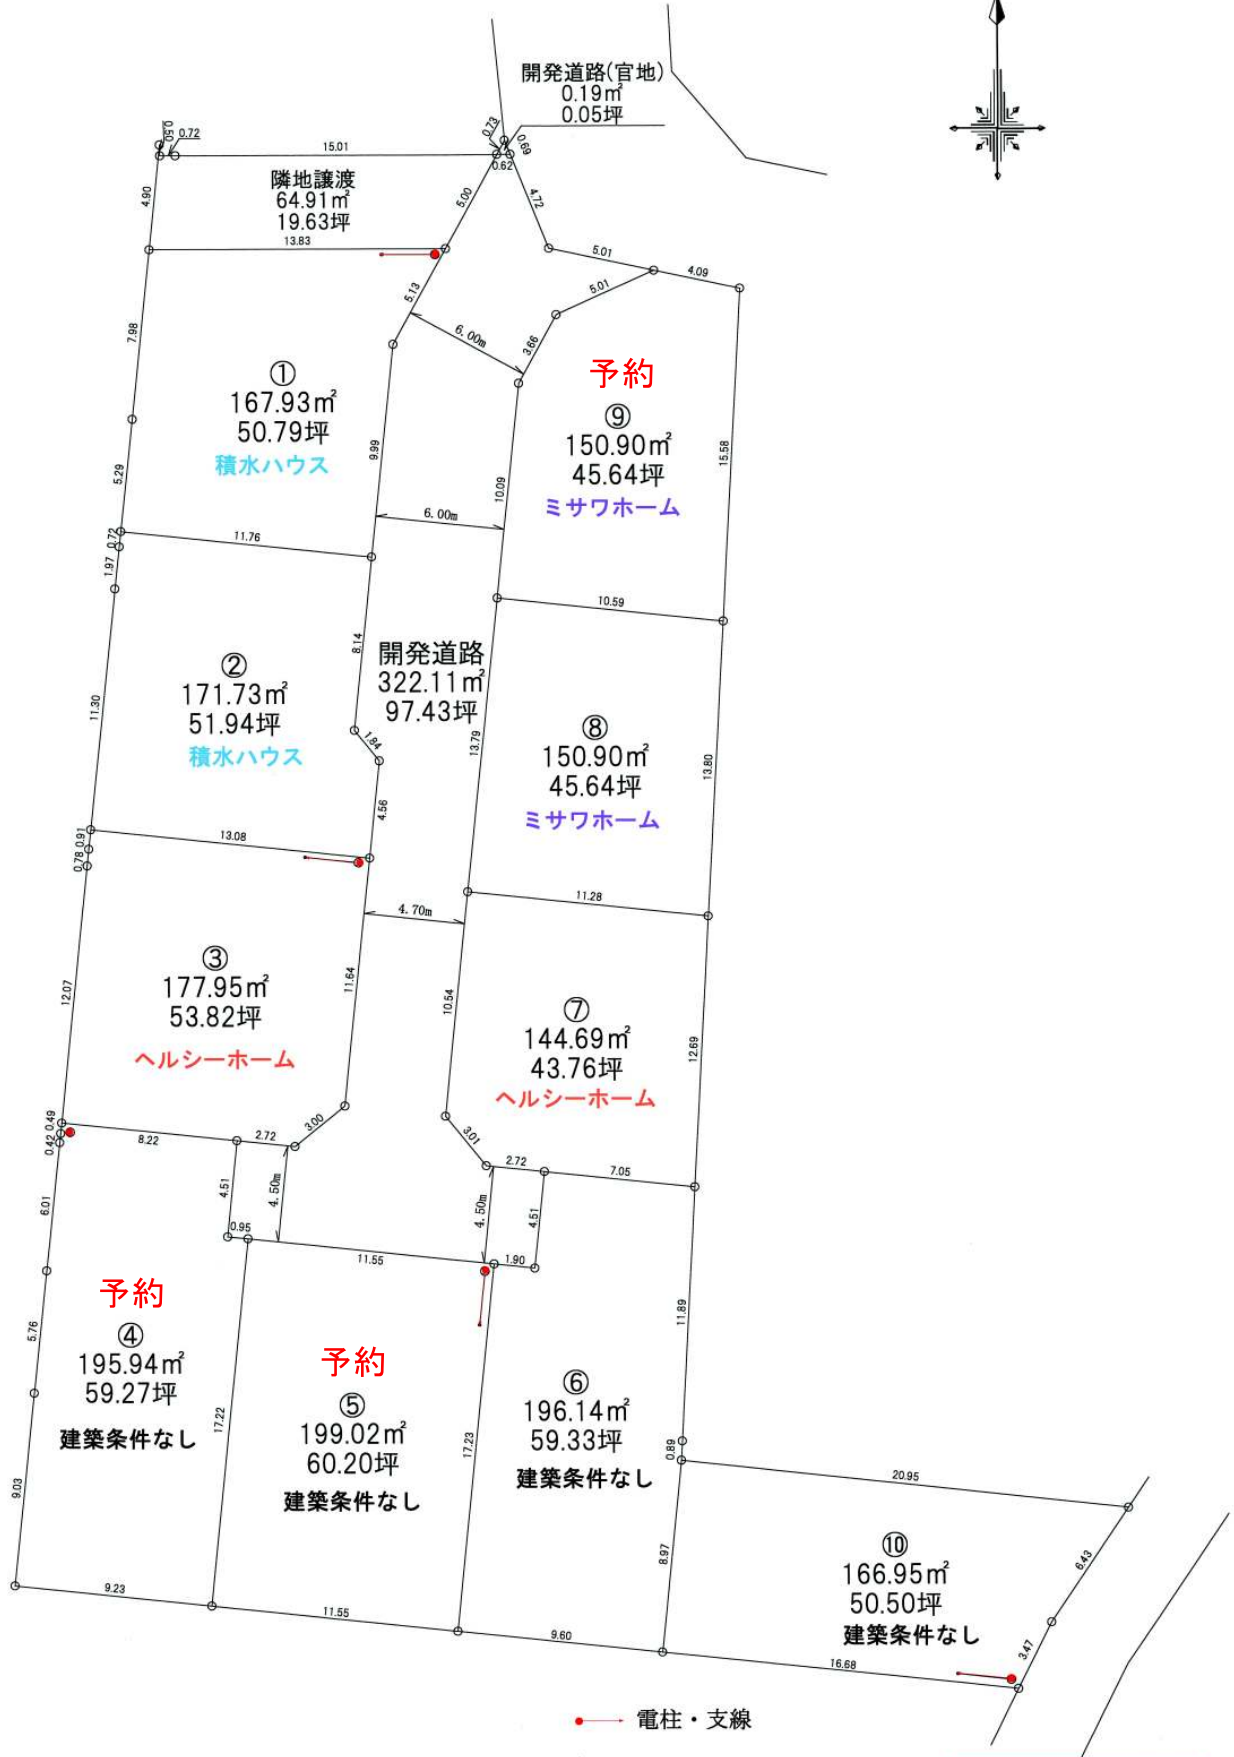 開発道路(官地)
0.19㎡
0.05坪
0.50
0.72
15.01
0.73
0.69
0.62
隣地譲渡
64.91㎡
19.63坪
4.90
5.00
4.72
13.83
5.01
4.09
5.01
5.13
6.00m
3.66
7.98
予約
①
167.93㎡
50.79坪
積水ハウス
⑨
150.90㎡
45.64坪
ミサワホーム
9.99
15.58
5.29
10.09
6.00m
0.72
11.76
1.97
10.59
8.14
開発道路
322.11㎡
97.43坪
②
171.73㎡
51.94坪
積水ハウス
11.30
1.84
13.79
⑧
150.90㎡
45.64坪
ミサワホーム
13.80
4.56
0.91
13.08
0.78
11.28
4.70m
③
177.95㎡
53.82坪
ヘルシーホーム
12.07
11.64
10.54
⑦
144.69㎡
43.76坪
ヘルシーホーム
12.69
0.49
0.42
8.22
2.72
3.00
3.01
2.72
7.05
4.51
4.50m
4.50m
4.51
6.01
0.95
11.55
1.90
予約
④
195.94㎡
59.27坪
建築条件なし
5.76
11.89
予約
⑤
199.02㎡
60.20坪
建築条件なし
17.22
17.23
⑥
196.14㎡
59.33坪
建築条件なし
0.89
20.95
9.03
8.97
⑩
166.95㎡
50.50坪
建築条件なし
6.43
3.47
9.23
11.55
9.60
16.68
電柱・支線